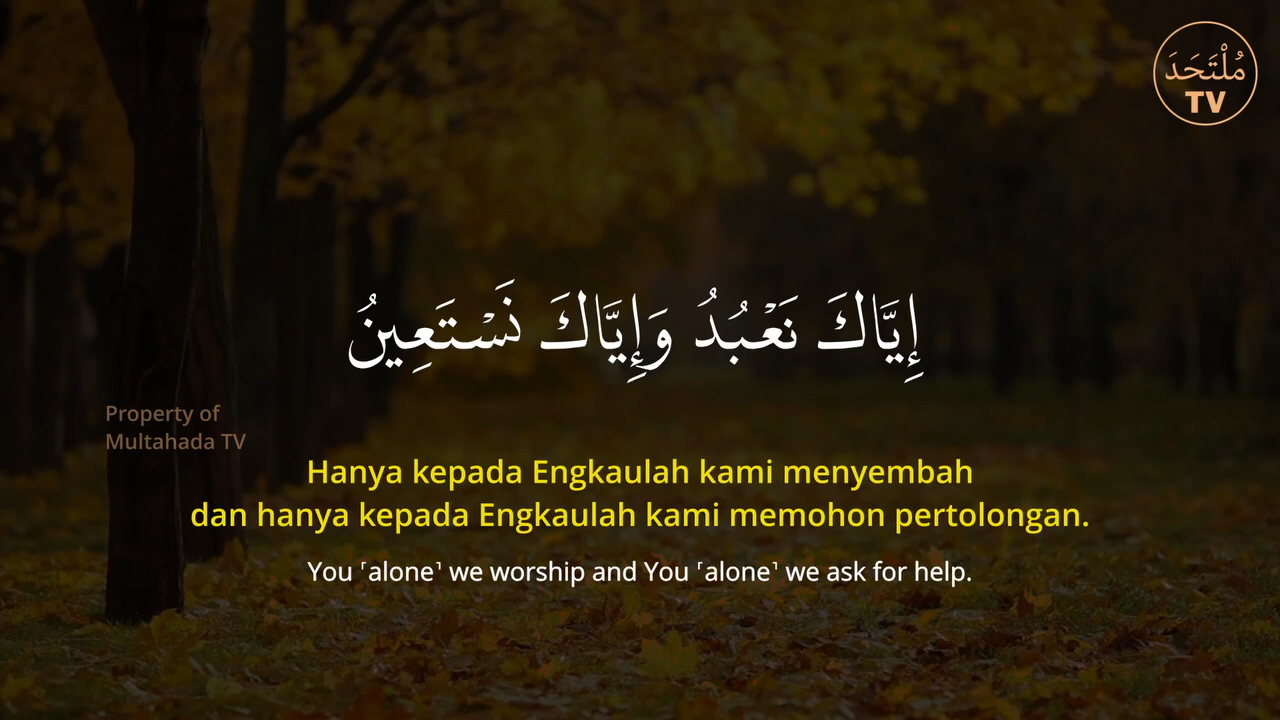 مُلْتَحَدَ
TV
إِيَّاكَ نَعْبُدُ وَإِيَّاكَ نَسْتَعِينُ
Property of
Multahada TV
Hanya kepada Engkaulah kami menyembah
dan hanya kepada Engkaulah kami memohon pertolongan.
You ˹alone˺ we worship and You ˹alone˺ we ask for help.